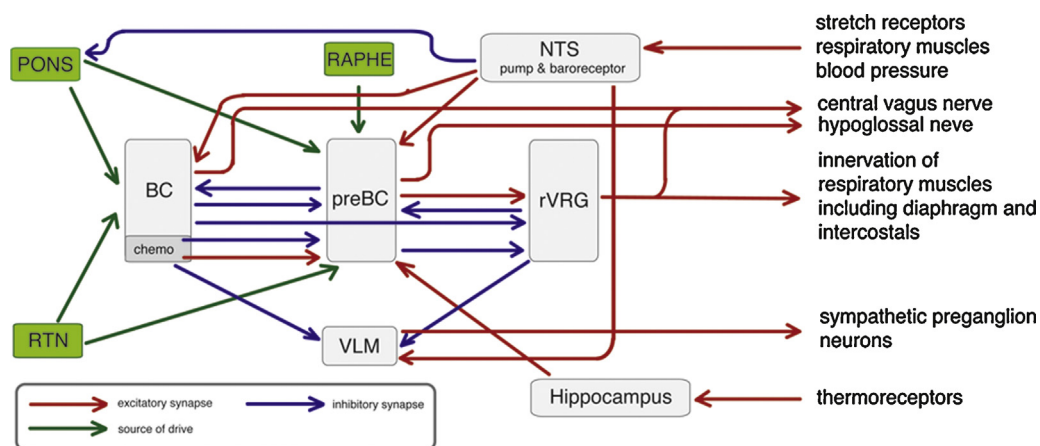 stretch receptors
respiratory muscles
blood pressure
NTS
pump & baroreceptor
PONS
RAPHE
central vagus nerve
hypoglossal neve
BC
chemo
preBC
rVRG
innervation of
respiratory muscles
including diaphragm and
intercostals
RTN
VLM
sympathetic preganglion
neurons
Hippocampus
thermoreceptors
excitatory synapse
inhibitory synapse
source of drive